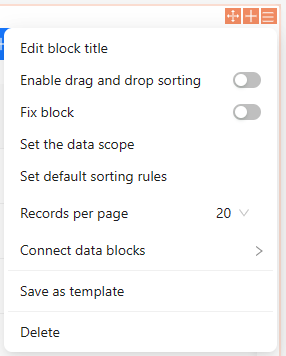 Edit block title
Enable drag and drop sorting
Fix block
Set the data scope
Set default sorting rules
Records per page 20
Connect data blocks
Save as template
Delete